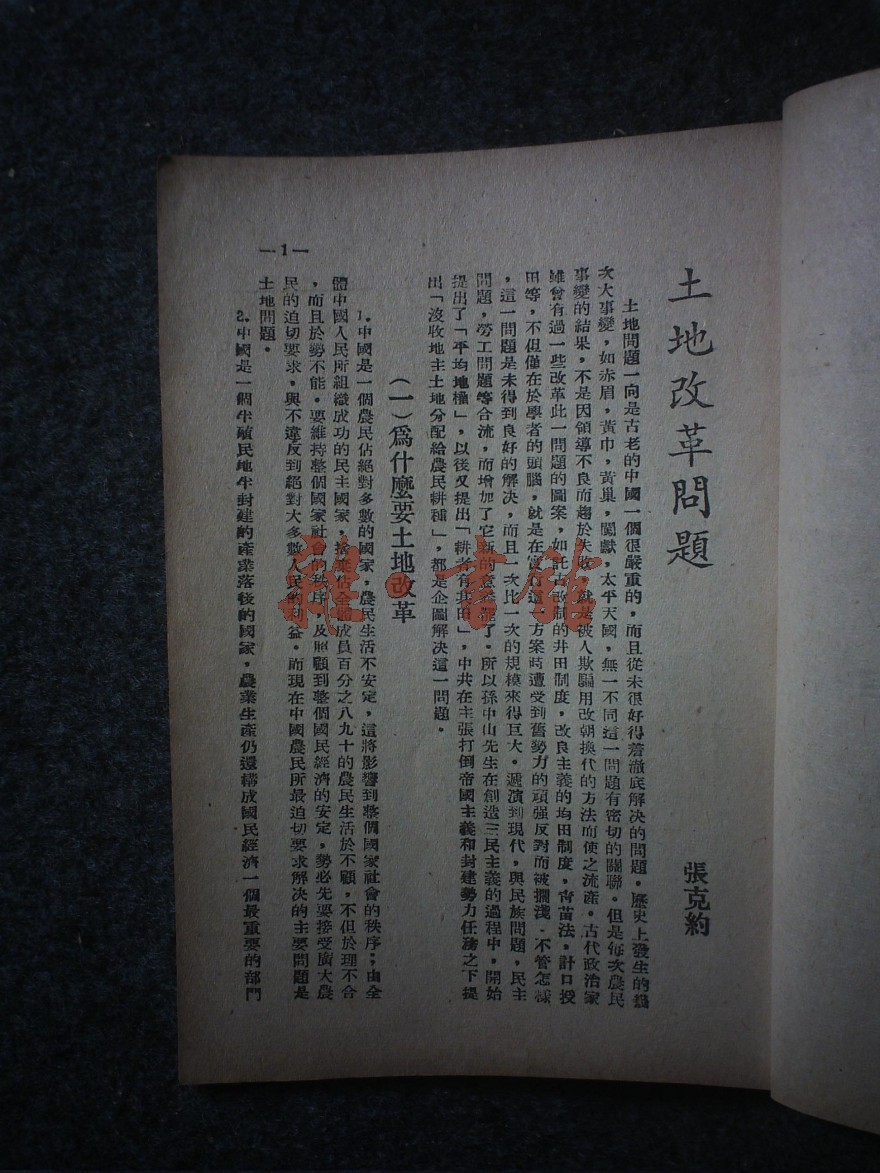 土地改革問題
張克約
土地問題一向是古老的中國一個很嚴重的，而且從未很好得着澈底解決的問題。歷史上發生的幾
次大事變，如赤眉，黃巾，黃巢，闖獻，太平天國，無一不同這一問題有密切的關聯。但是每次農民
事變的結果，不是因領導不良而趨於失敗，就是被人欺騙用改朝換代的方法而使之流產。古代政治家
雖曾有過一些改革此一問題的圖案，如託古改制的井田制度，改良主義的均田制度，青苗法，計口授
田等，不但僅在於學者的頭腦，就是在實行這一方案時遭受到舊勢力的頑强反對而被擱淺。不管怎樣
，這一問題是未得到良好的解決，而且一次比一次的規模來得巨大。遞演到現代，與民族問題，民主
問題，勞工問題等合流，而增加了它新的意義罷了。所以孫中山先生在創造三民主義的過程中，開始
提出了「平均地權」，以後又提出「耕者有其田」，中共在主張打倒帝國主義和封建勢力任務之下提
出「沒收地主土地分配給農民耕種」，都是企圖解決這一問題。
（一）爲什麼要土地改革
1.中國是一個農民佔絕對多數的國家，農民生活不安定，這將影響到整個國家社會的秩序；由全
體中國人民所組織成功的民主國家，捨棄佔全體成員百分之八九十的農民生活於不顧，不但於理不合
，而且於勢不能。要維持整個國家社會的秩序，及照顧到整個國民經濟的安定，勢必先要接受廣大農
民的迫切要求，與不違反到絕對大多數人民的利益。而現在中國農民所最迫切要求解決的主要問題是
土地問題。
2.中國是一個半殖民地半封建的產業落後的國家，農業生產仍還構成國民經濟一個最重要的部門
—1—
龍·書館